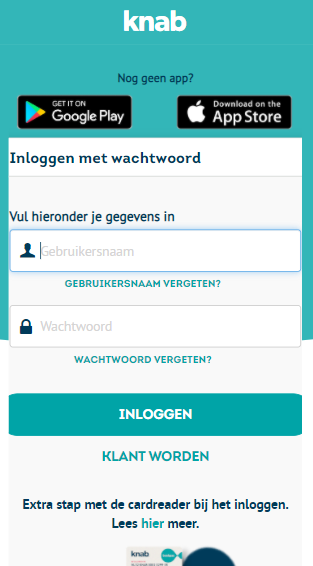 knab
Nog geen app?
GET IT ON
Google Play
Download on the
App Store
Inloggen met wachtwoord
Vul hieronder je gegevens in
Gebruikersnaam
GEBRUIKERSNAAM VERGETEN?
Wachtwoord
WACHTWOORD VERGETEN?
INLOGGEN
KLANT WORDEN
Extra stap met de cardreader bij het inloggen.
Lees hier meer.
knab